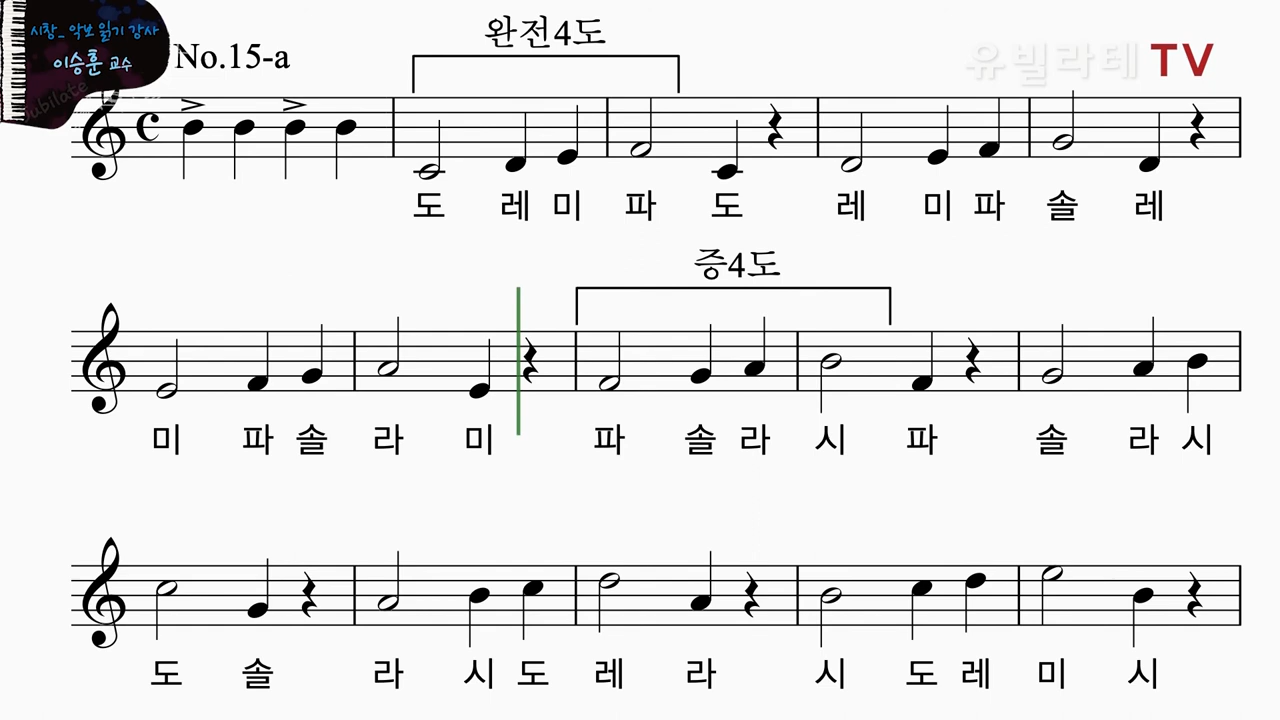 시창_ 악보 읽기 강사
이승훈 교수
Jubilate
No.15-a
완전4도
유빌라테 TV
도 레 미 파 도 레 미 파 솔 레
증4도
미 파 솔 라 미 파 솔 라 시 파 솔 라 시
도 솔 라 시 도 레 라 시 도 레 미 시